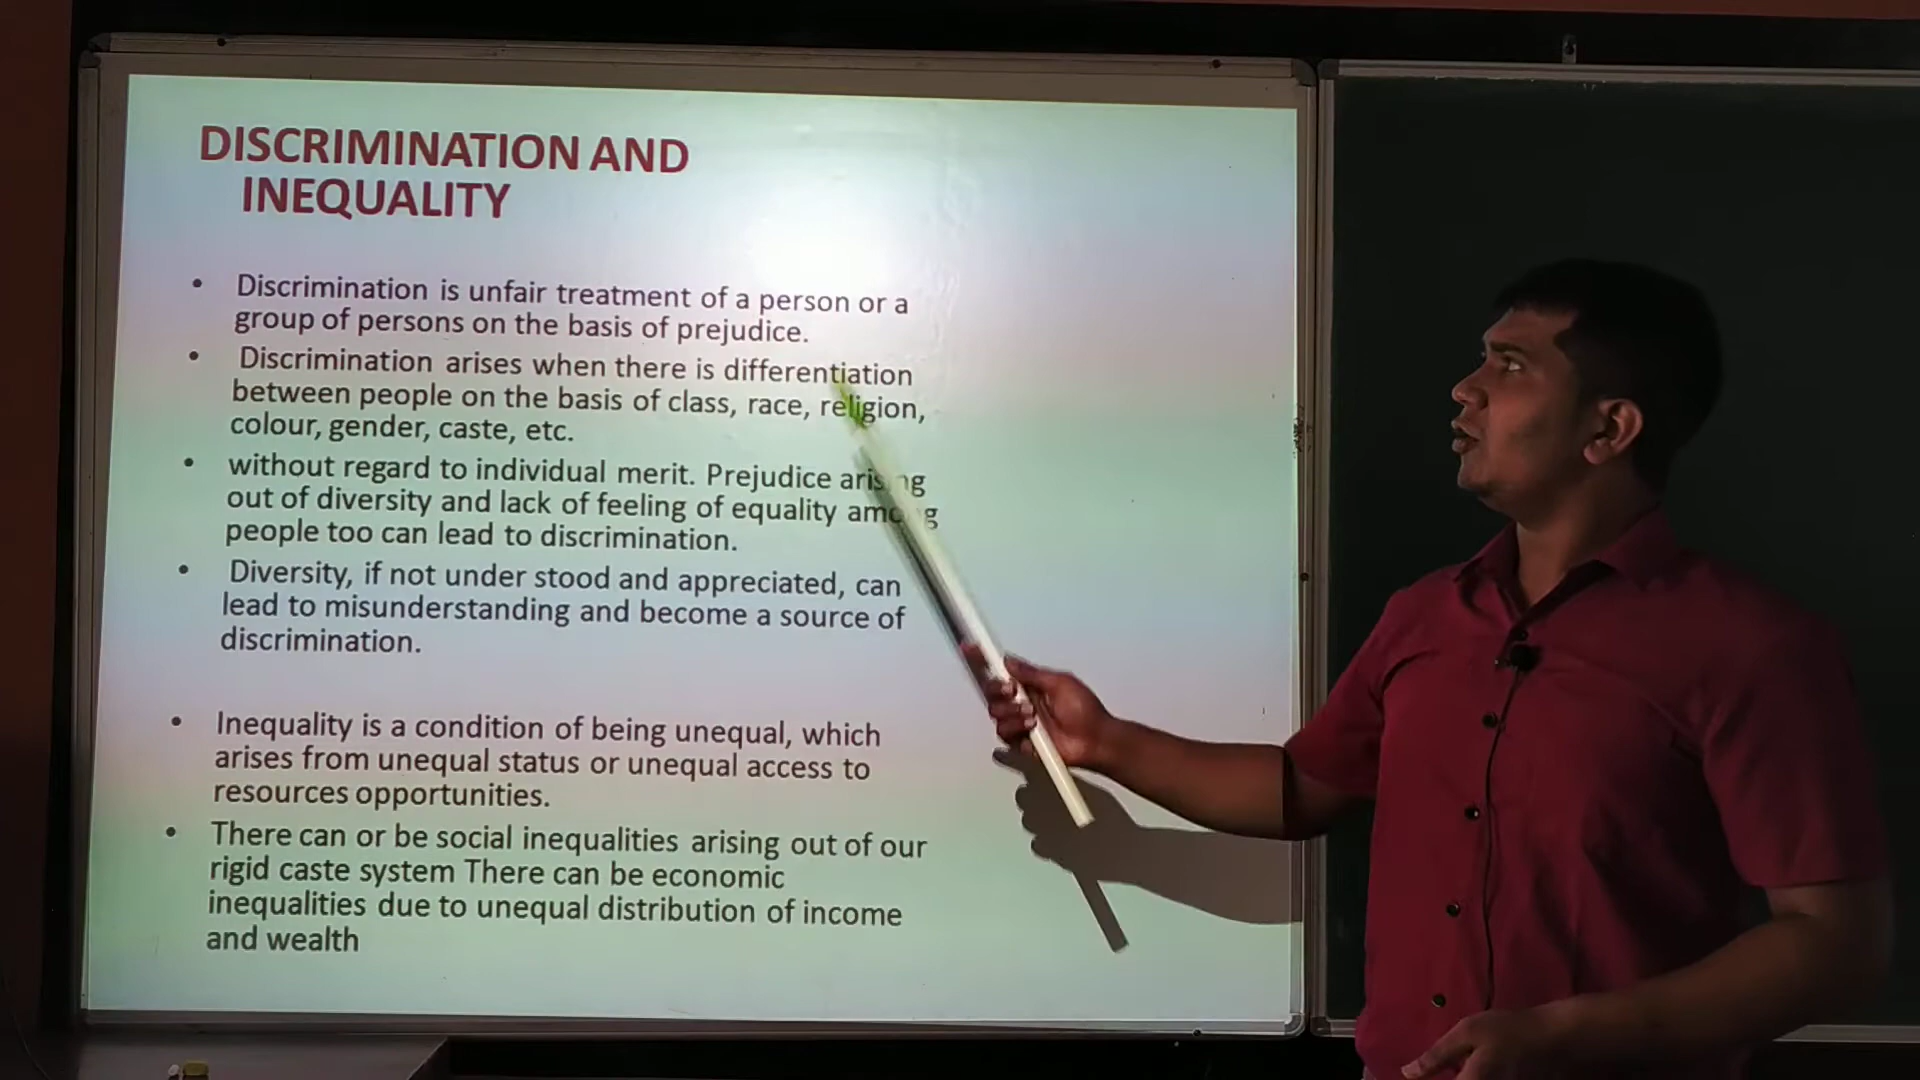 DISCRIMINATION AND
INEQUALITY
• Discrimination is unfair treatment of a person or a
group of persons on the basis of prejudice.
• Discrimination arises when there is differentiation
between people on the basis of class, race, religion,
colour, gender, caste, etc.
• without regard to individual merit. Prejudice arising
out of diversity and lack of feeling of equality among
people too can lead to discrimination.
• Diversity, if not under stood and appreciated, can
lead to misunderstanding and become a source of
discrimination.
• Inequality is a condition of being unequal, which
arises from unequal status or unequal access to
resources opportunities.
• There can or be social inequalities arising out of our
rigid caste system There can be economic
inequalities due to unequal distribution of income
and wealth